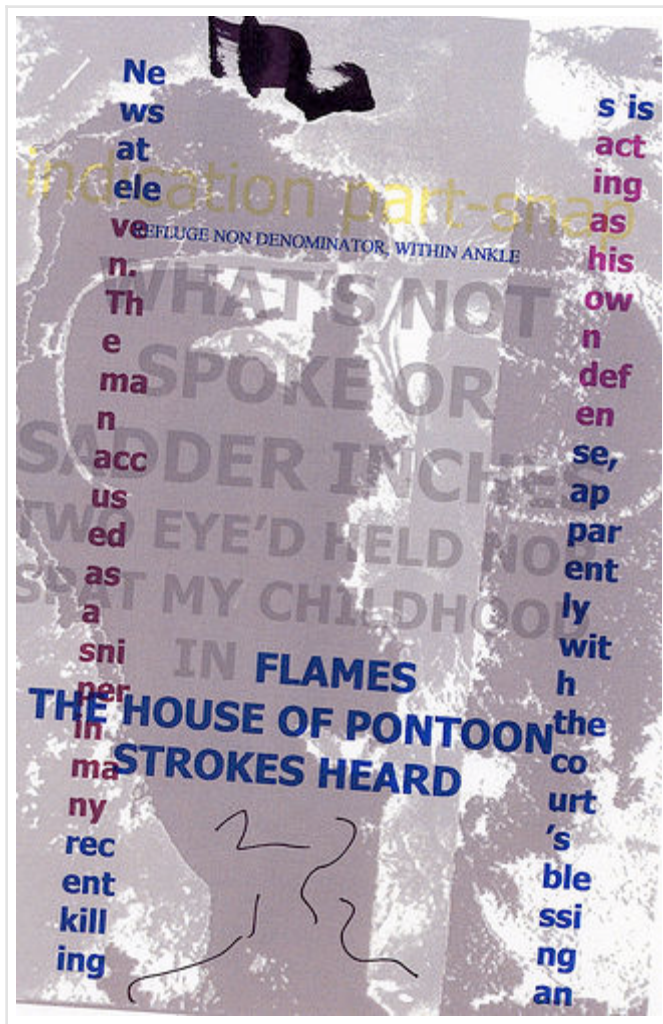 Ne
ws
at
ele
ve
n.
Th
e
ma
n
acc
us
ed
as
a
sni
per
in
ma
ny
rec
ent
kill
ing
s is
act
ing
as
his
ow
n
def
en
se,
ap
par
ent
ly
wit
h
the
co
urt
's
ble
ssi
ng
an
indication part-snap
REFLUGE NON DENOMINATOR, WITHIN ANKLE
WHAT'S NOT
SPOKE OR
SADDER INCHES
TWO EYE'D HELD NOR
SPAT MY CHILDHOOD
IN FLAMES
THE HOUSE OF PONTOON
STROKES HEARD